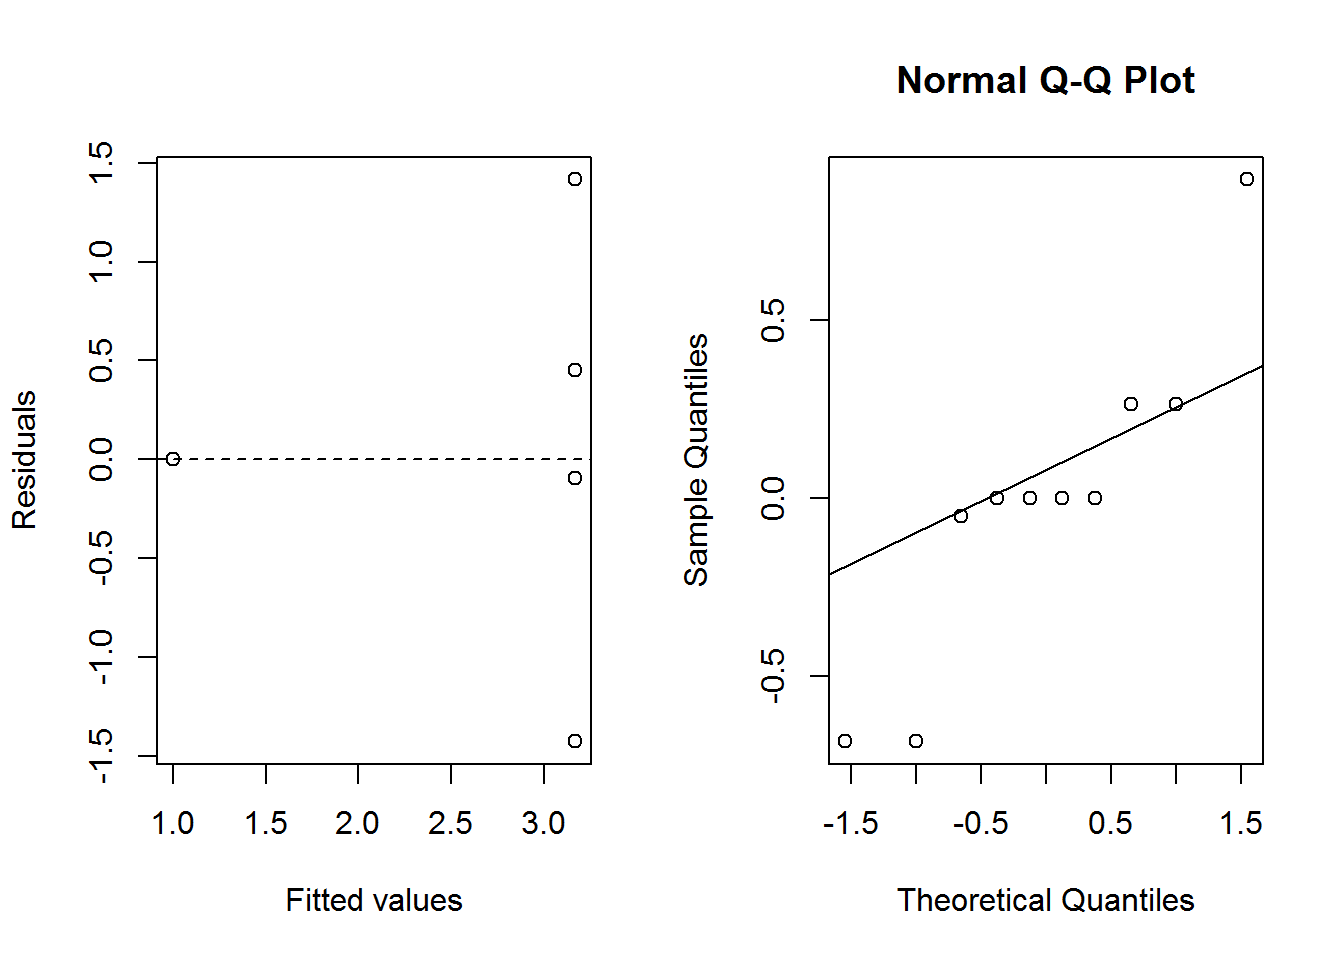 Residuals
1.5
1.0
0.5
0.0
-0.5
-1.0
-1.5
1.0 1.5 2.0 2.5 3.0
Fitted values
Normal Q-Q Plot
Sample Quantiles
0.5
0.0
-0.5
-1.5 -0.5 0.5 1.5
Theoretical Quantiles